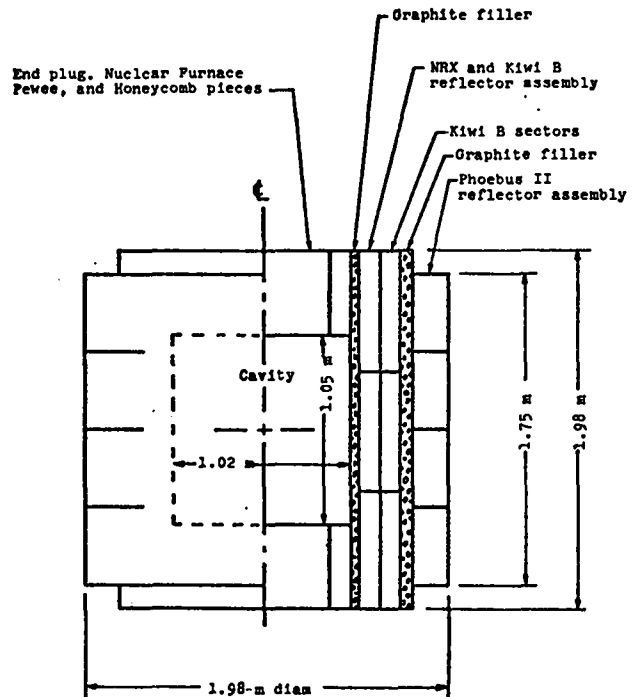 Graphite filler
NRX and Kiwi B
reflector assembly
End plug. Nuclear Furnace
Pewee, and Honeycomb pieces
Kiwi B sectors
Graphite filler
Phoebus II
reflector assembly
℄
Cavity
1.05 m
1.02
1.75 m
1.98 m
1.98-m diam